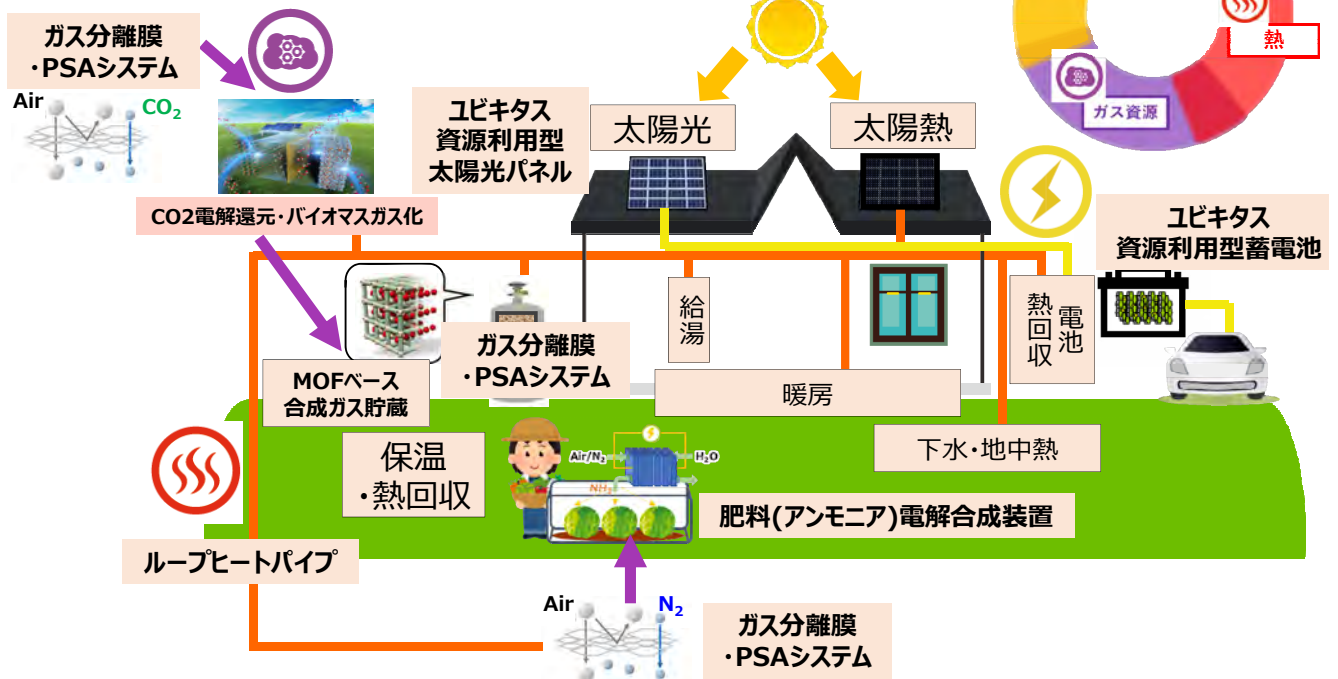 ガス分離膜
・PSAシステム
Air
CO2
熱
ガス資源
ユビキタス
資源利用型
太陽光パネル
太陽光
太陽熱
CO2電解還元・バイオマスガス化
ユビキタス
資源利用型蓄電池
給湯
熱回収
電池
ガス分離膜
・PSAシステム
MOFベース
合成ガス貯蔵
暖房
保温
・熱回収
下水・地中熱
Air/N2
H2O
NH3
肥料(アンモニア)電解合成装置
ループヒートパイプ
Air
N2
ガス分離膜
・PSAシステム